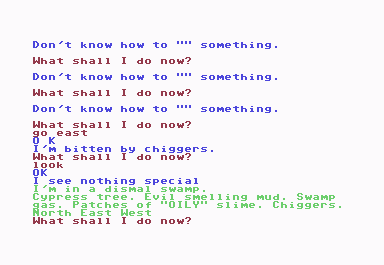 Don't know how to "" something.
What shall I do now?
Don't know how to "" something.
What shall I do now?
Don't know how to "" something.
What shall I do now?
go east
O K
I'm bitten by chiggers.
What shall I do now?
look
OK
I see nothing special
I'm in a dismal swamp.
Cypress tree. Evil smelling mud. Swamp
gas. Patches of "OILY" slime. Chiggers.
North East West
What shall I do now?